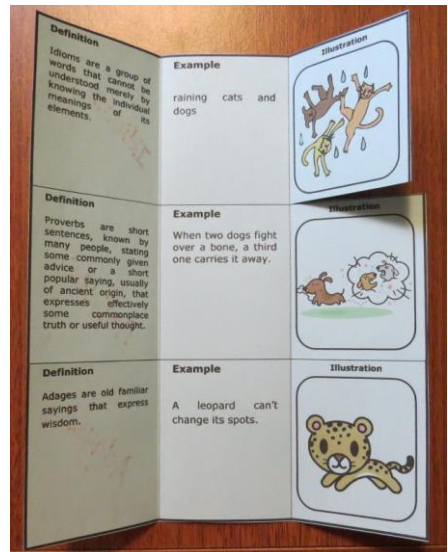 Definition
Idioms are a group of
words that cannot be
understood merely by
knowing the individual
meanings of its
elements.
Example
raining cats and
dogs
Illustration
Definition
Proverbs are short
sentences, known by
many people, stating
some commonly given
advice or a short
popular saying, usually
of ancient origin, that
expresses effectively
some commonplace
truth or useful thought.
Example
When two dogs fight
over a bone, a third
one carries it away.
Illustration
Definition
Adages are old familiar
sayings that express
wisdom.
Example
A leopard can't
change its spots.
Illustration